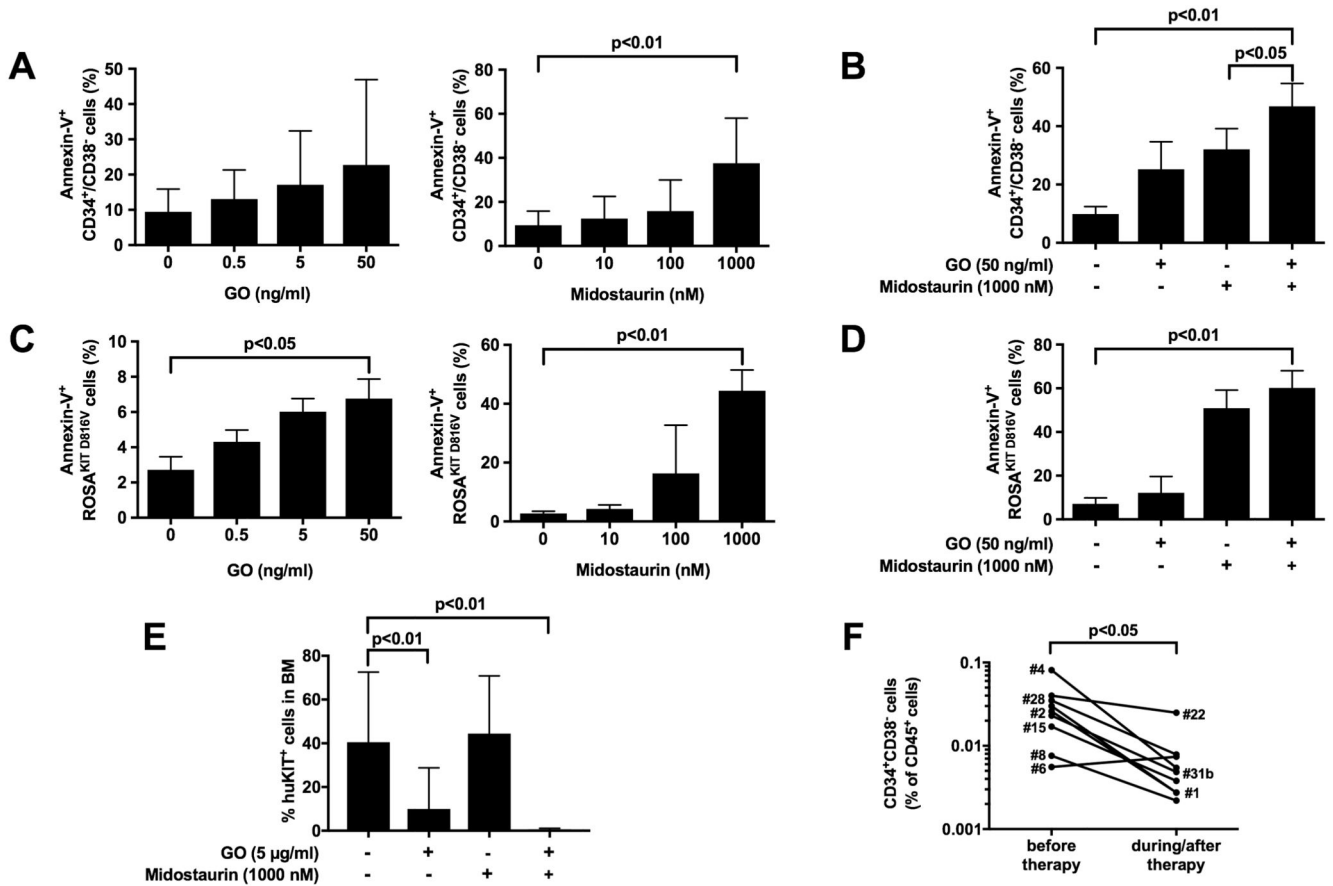 A
Annexin-V+
CD34+/CD38- cells (%)
50
40
30
20
10
0
0 0.5 5 50
GO (ng/ml)
p<0.01
Annexin-V+
CD34+/CD38- cells (%)
80
60
40
20
0
0 10 100 1000
Midostaurin (nM)
B
p<0.01
p<0.05
Annexin-V+
CD34+/CD38- cells (%)
60
40
20
0
GO (50 ng/ml) - + - +
Midostaurin (1000 nM) - - + +
C
p<0.05
Annexin-V+
ROSAKIT D816V cells (%)
10
8
6
4
2
0
0 0.5 5 50
GO (ng/ml)
p<0.01
Annexin-V+
ROSAKIT D816V cells (%)
60
40
20
0
0 10 100 1000
Midostaurin (nM)
D
p<0.01
Annexin-V+
ROSAKIT D816V cells (%)
80
60
40
20
0
GO (50 ng/ml) - + - +
Midostaurin (1000 nM) - - + +
E
p<0.01
p<0.01
% huKIT+ cells in BM
80
60
40
20
0
GO (5 µg/ml) - + - +
Midostaurin (1000 nM) - - + +
F
p<0.05
CD34+CD38- cells
(% of CD45+ cells)
0.1
0.01
0.001
#4
#28
#2
#15
#8
#6
#22
#31b
#1
before
therapy
during/after
therapy